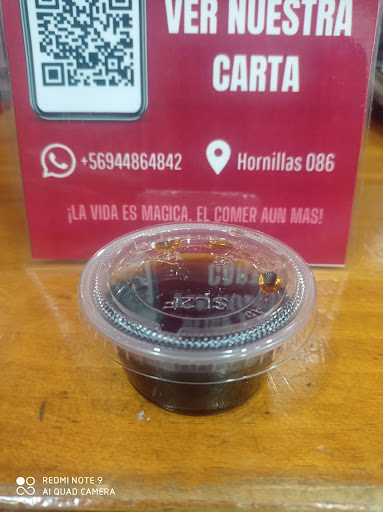 VER NUESTRA
CARTA
+56944864842
Hornillas 086
¡LA VIDA ES MAGICA, EL COMER AUN MAS!
REDMI NOTE 9
AI QUAD CAMERA